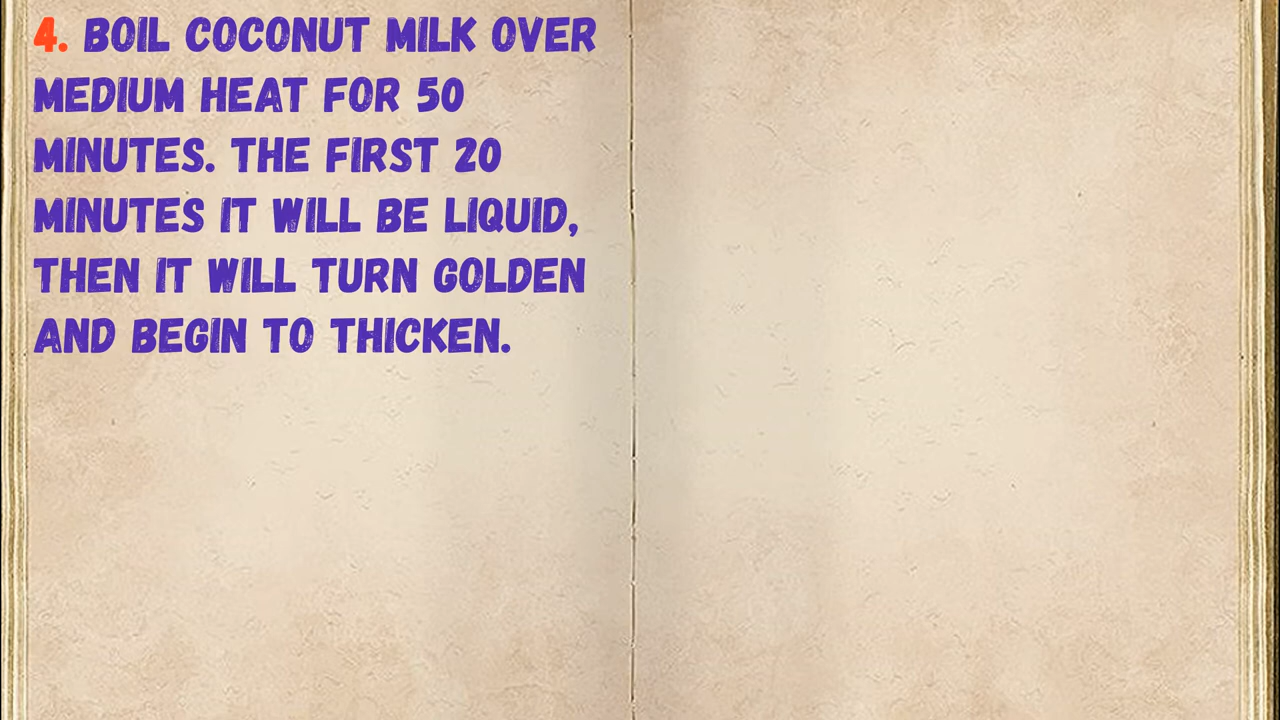 4. BOIL COCONUT MILK OVER
MEDIUM HEAT FOR 50
MINUTES. THE FIRST 20
MINUTES IT WILL BE LIQUID,
THEN IT WILL TURN GOLDEN
AND BEGIN TO THICKEN.